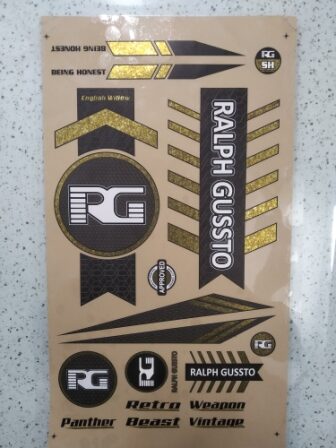 BEING HONEST
BEING HONEST
RG
SH
English Willow
RALPH GUSSTO
RG
APPROVED
RG
RG
RG
RALPH GUSSTO
RALPH GUSSTO
Retro Weapon
Panther Beast Vintage